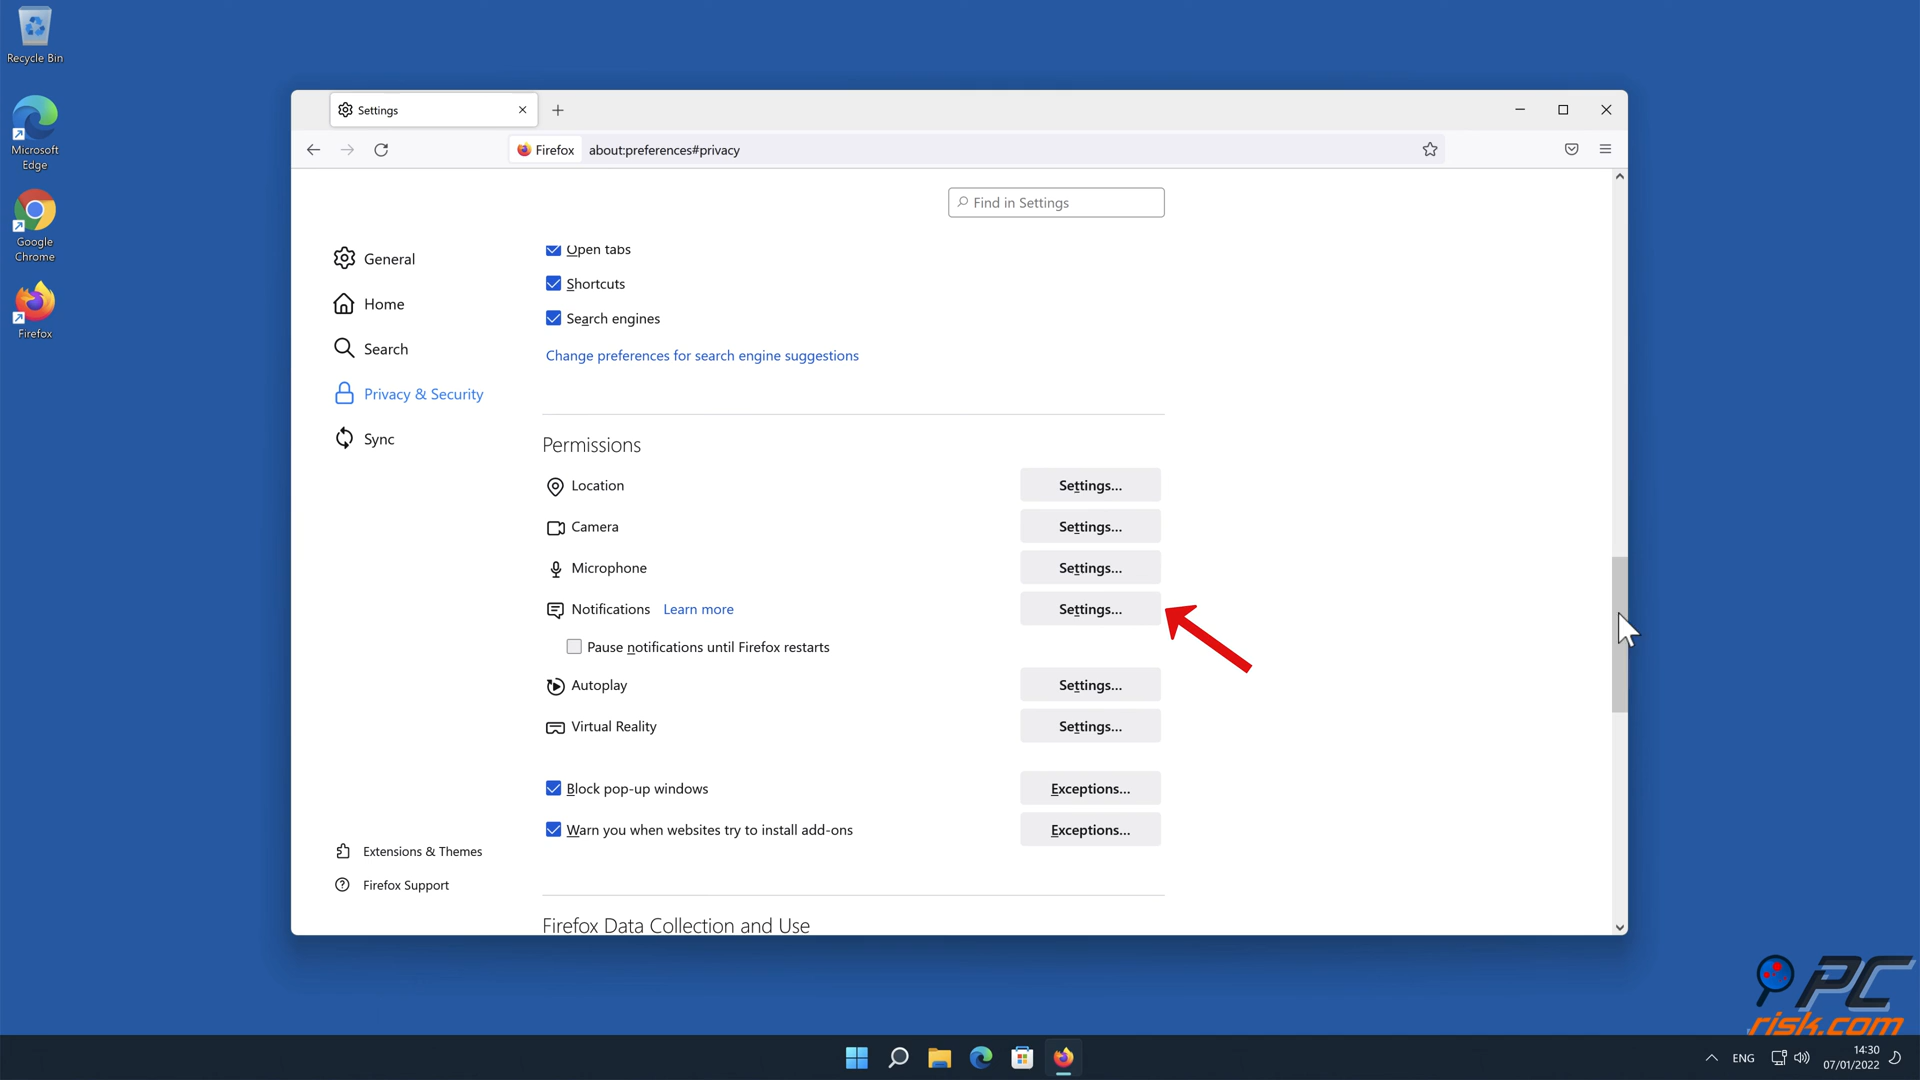 Recycle Bin
Microsoft
Edge
Google
Chrome
Firefox
Settings
Firefox
about:preferences#privacy
Find in Settings
General
Home
Search
Privacy & Security
Sync
Extensions & Themes
Firefox Support
Open tabs
Shortcuts
Search engines
Change preferences for search engine suggestions
Permissions
Location Settings...
Camera Settings...
Microphone Settings...
Notifications Learn more Settings...
Pause notifications until Firefox restarts
Autoplay Settings...
Virtual Reality Settings...
Block pop-up windows Exceptions...
Warn you when websites try to install add-ons Exceptions...
Firefox Data Collection and Use
PC
risk.com
ENG
14:30
07/01/2022